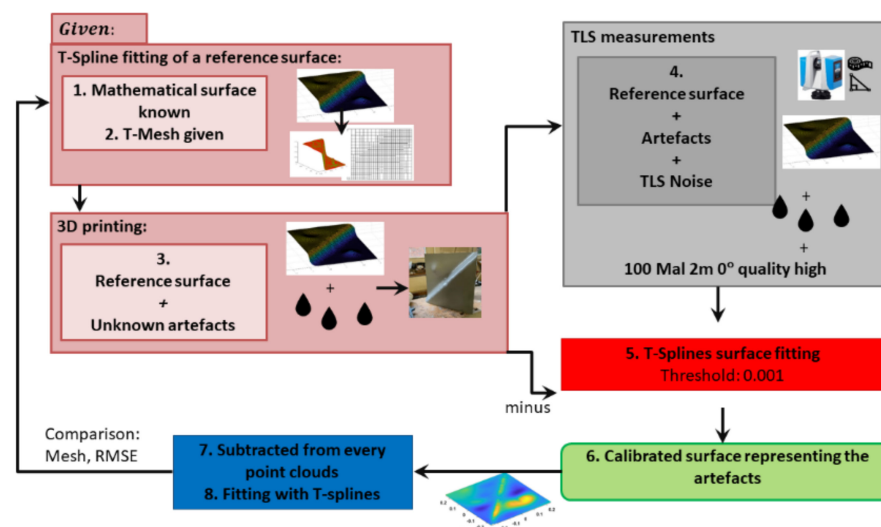 Given:
T-Spline fitting of a reference surface:
1. Mathematical surface
known
2. T-Mesh given
3D printing:
3.
Reference surface
+
Unknown artefacts
+
TLS measurements
4.
Reference surface
+
Artefacts
+
TLS Noise
+
+
100 Mal 2m 0° quality high
5. T-Splines surface fitting
Threshold: 0.001
minus
6. Calibrated surface representing the
artefacts
7. Subtracted from every
point clouds
8. Fitting with T-splines
Comparison:
Mesh, RMSE